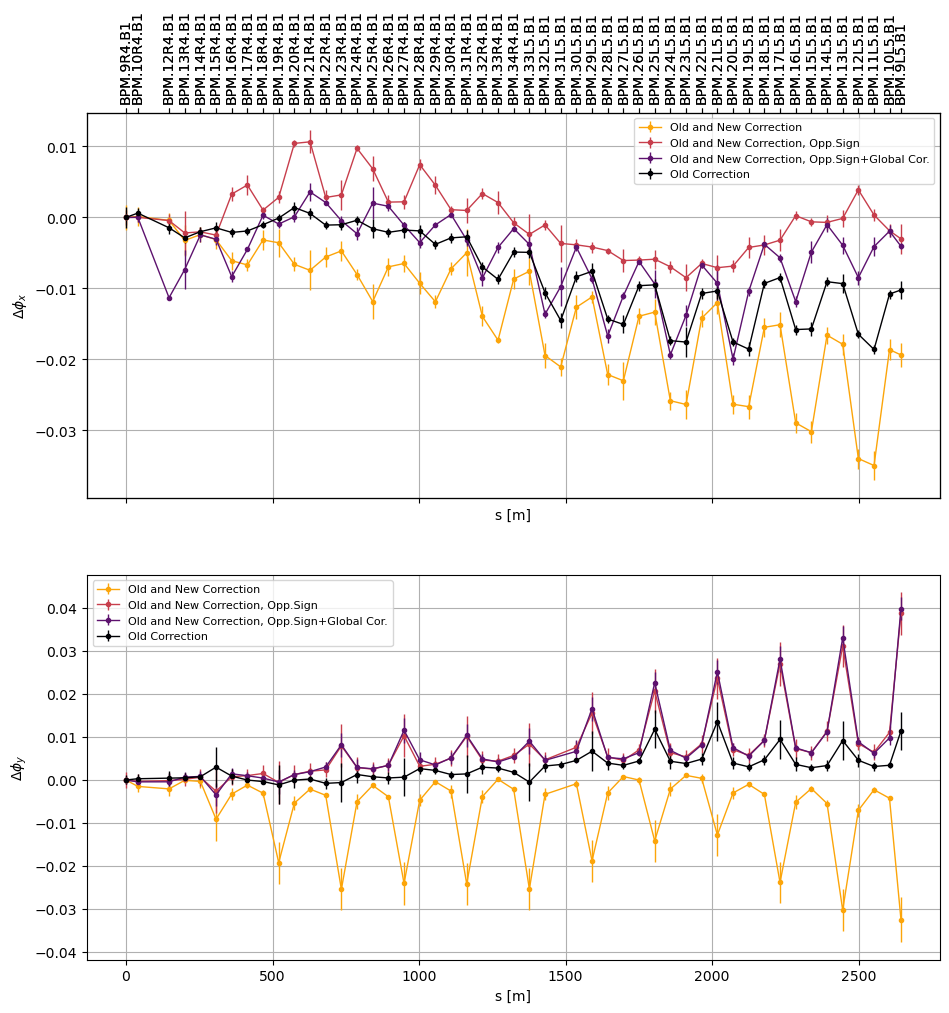 BPM.9R4.B1
BPM.10R4.B1
BPM.12R4.B1
BPM.13R4.B1
BPM.14R4.B1
BPM.15R4.B1
BPM.16R4.B1
BPM.17R4.B1
BPM.18R4.B1
BPM.19R4.B1
BPM.20R4.B1
BPM.21R4.B1
BPM.22R4.B1
BPM.23R4.B1
BPM.24R4.B1
BPM.25R4.B1
BPM.26R4.B1
BPM.27R4.B1
BPM.28R4.B1
BPM.29R4.B1
BPM.30R4.B1
BPM.31R4.B1
BPM.32R4.B1
BPM.33R4.B1
BPM.34R4.B1
BPM.33L5.B1
BPM.32L5.B1
BPM.31L5.B1
BPM.30L5.B1
BPM.29L5.B1
BPM.28L5.B1
BPM.27L5.B1
BPM.26L5.B1
BPM.25L5.B1
BPM.24L5.B1
BPM.23L5.B1
BPM.22L5.B1
BPM.21L5.B1
BPM.20L5.B1
BPM.19L5.B1
BPM.18L5.B1
BPM.17L5.B1
BPM.16L5.B1
BPM.15L5.B1
BPM.14L5.B1
BPM.13L5.B1
BPM.12L5.B1
BPM.11L5.B1
BPM.10L5.B1
BPM.9L5.B1
Old and New Correction
Old and New Correction, Opp.Sign
Old and New Correction, Opp.Sign+Global Cor.
Old Correction
0.01
0.00
−0.01
−0.02
−0.03
Δϕx
s [m]
Old and New Correction
Old and New Correction, Opp.Sign
Old and New Correction, Opp.Sign+Global Cor.
Old Correction
0.04
0.03
0.02
0.01
0.00
−0.01
−0.02
−0.03
−0.04
Δϕy
0 500 1000 1500 2000 2500
s [m]